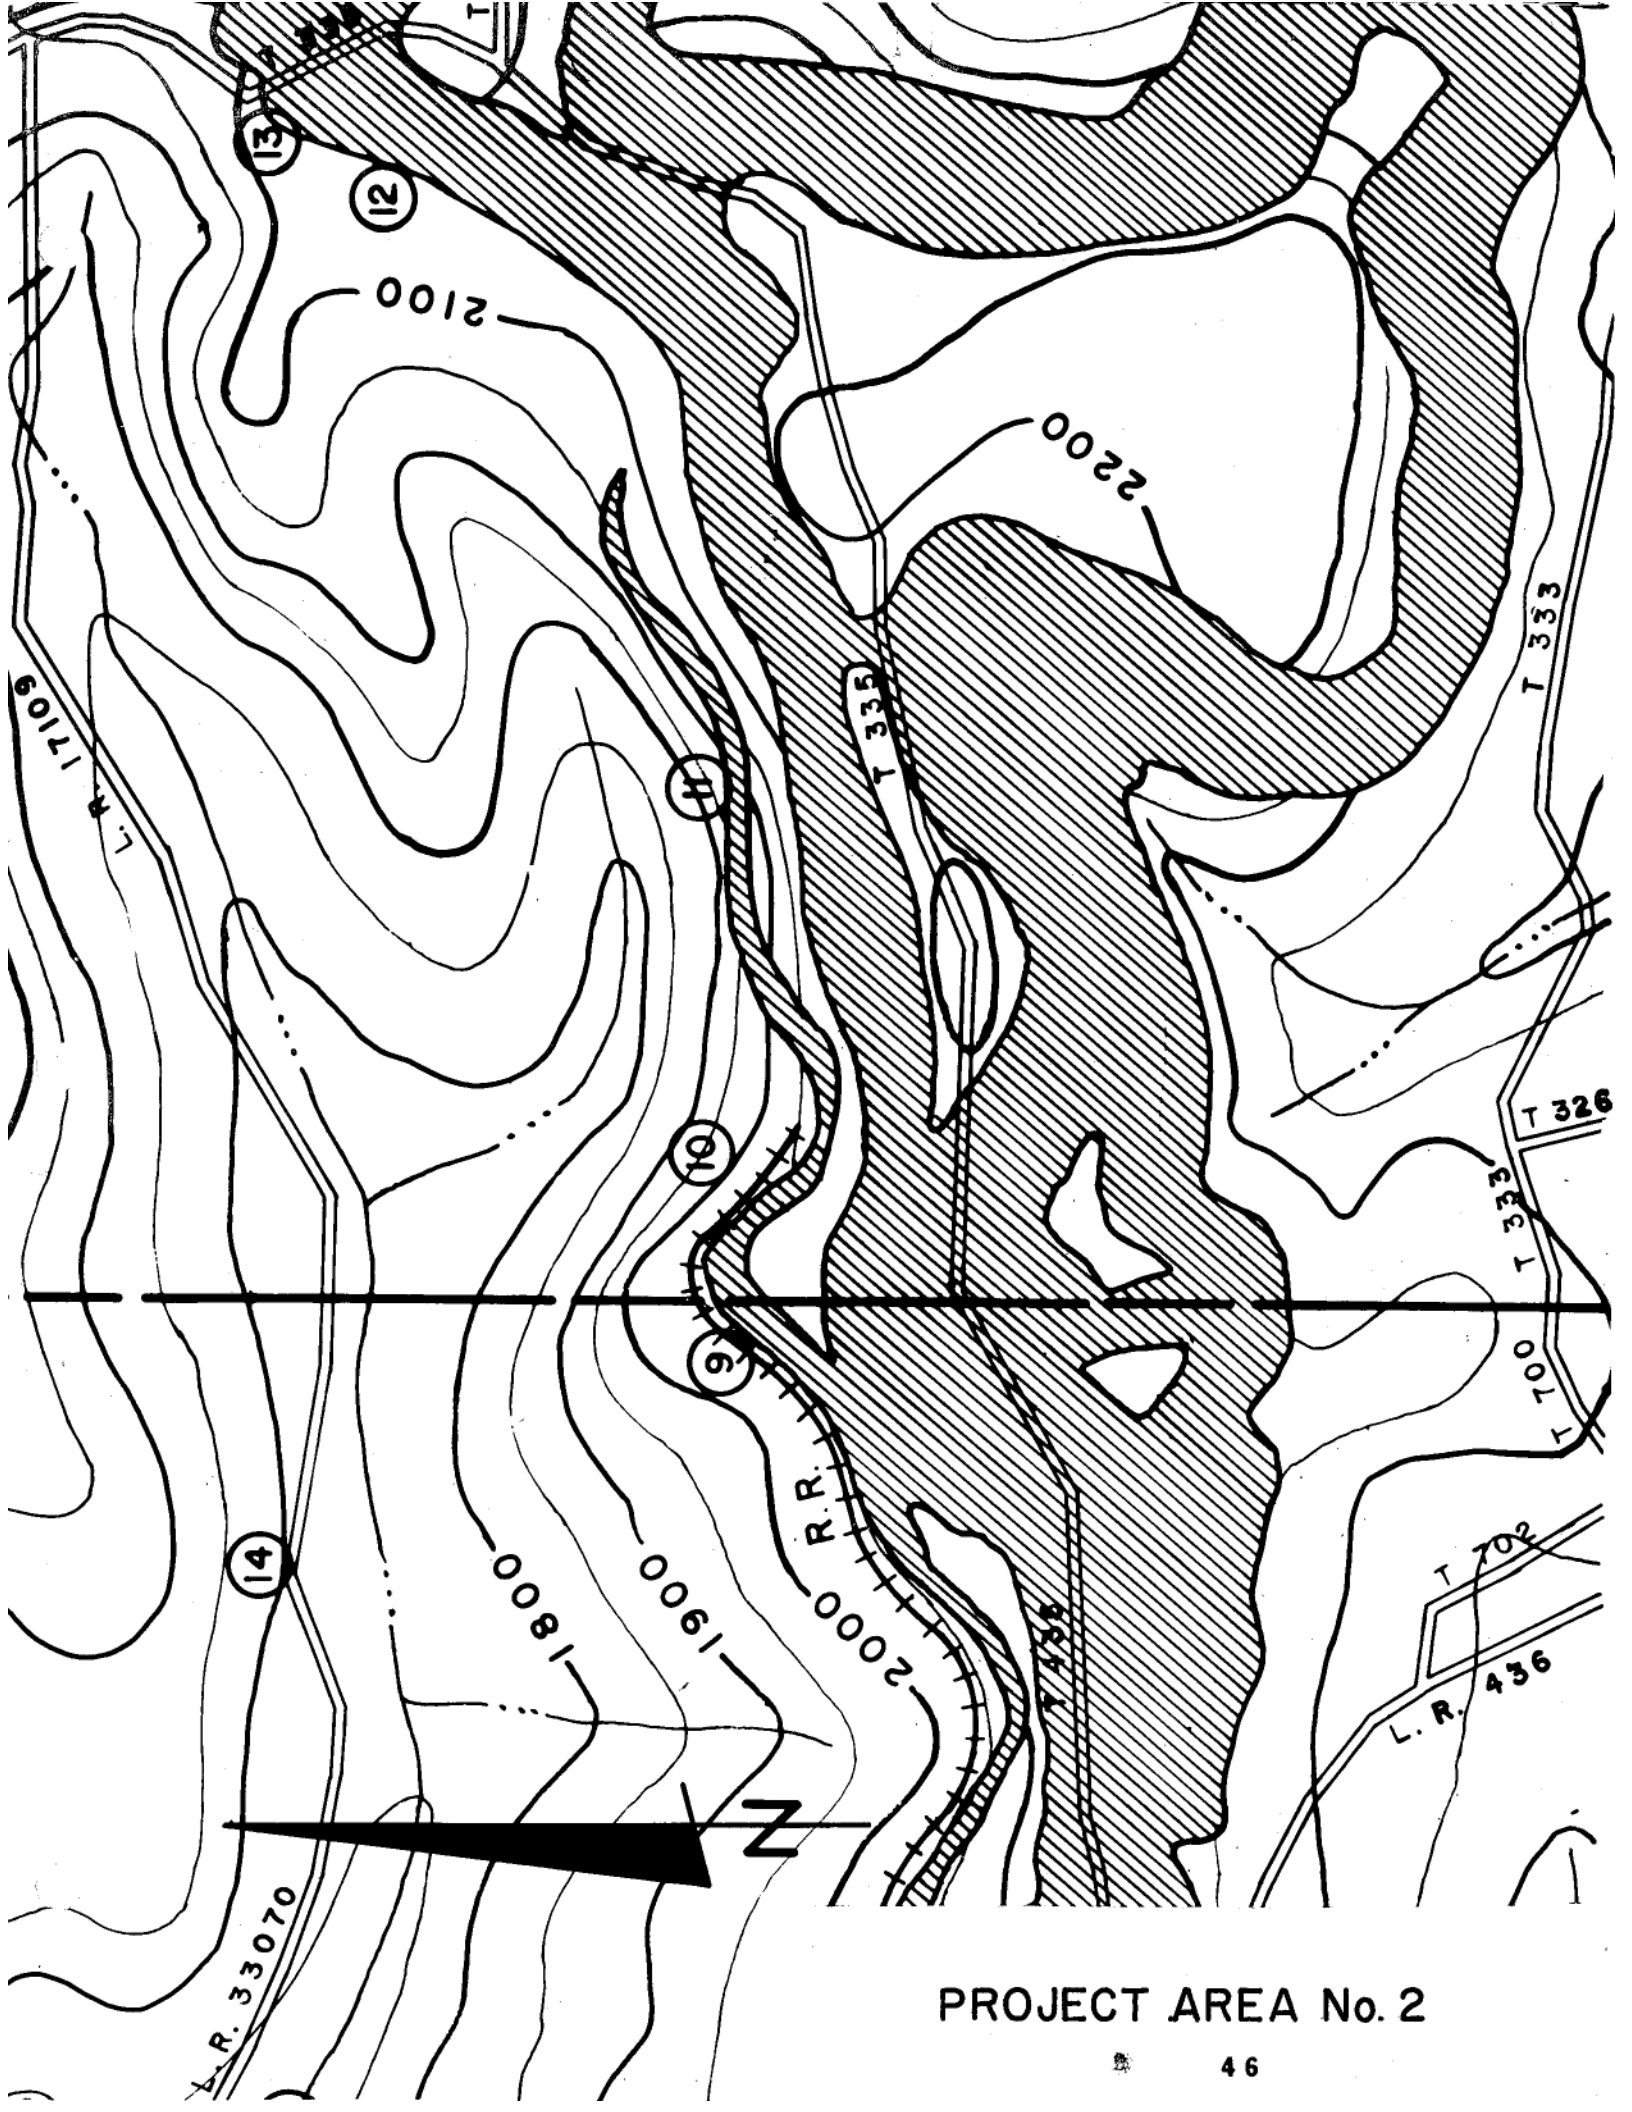 T
13
12
2100
2200
T 333
L. R. 17109
T 335
11
T 326
10
T 333
9
T 700
R.R.
14
T 702
1800
1900
2000
T 435
L. R. 436
N
L. R. 33070
PROJECT AREA No. 2
46